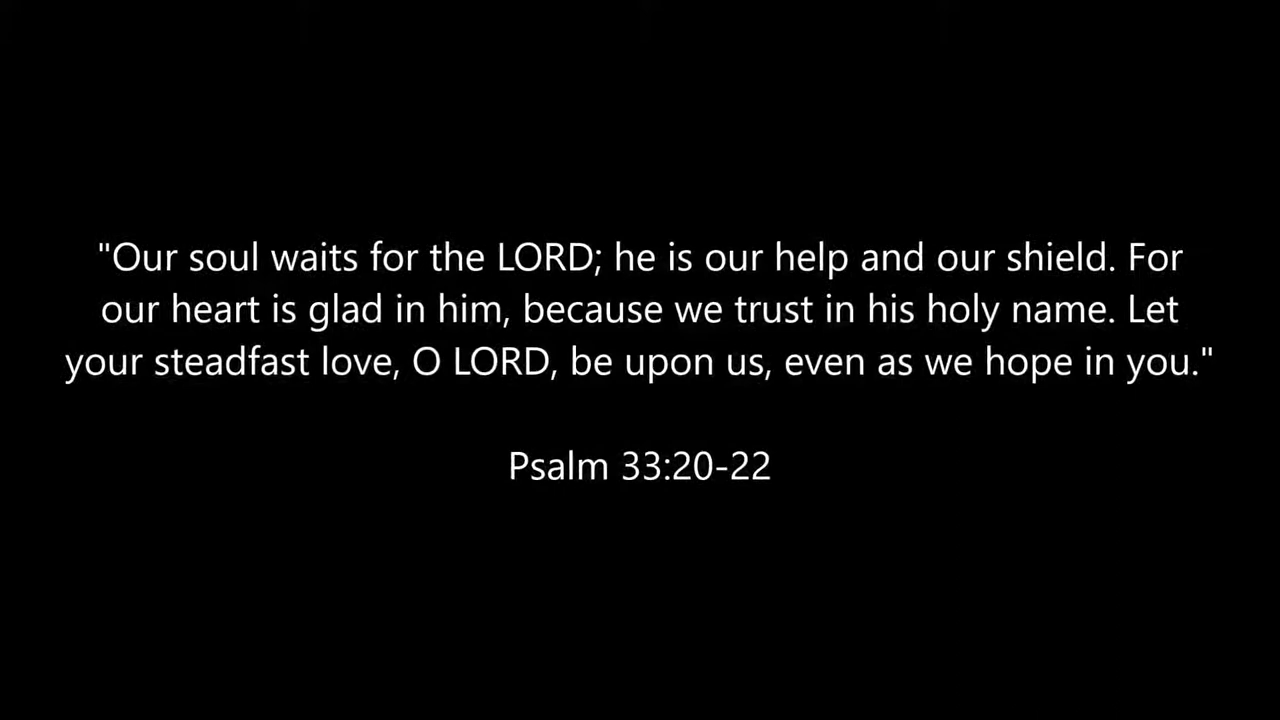 "Our soul waits for the LORD; he is our help and our shield. For
our heart is glad in him, because we trust in his holy name. Let
your steadfast love, O LORD, be upon us, even as we hope in you."
Psalm 33:20-22